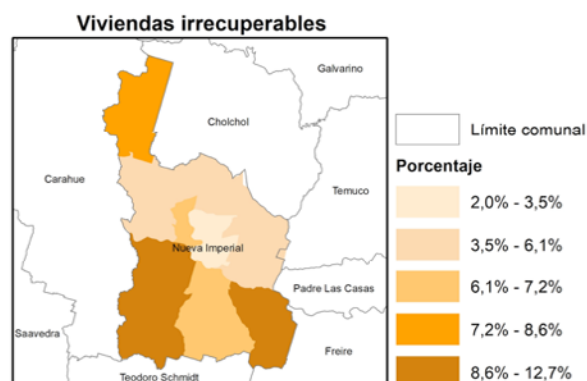 Viviendas irrecuperables
Galvarino
Cholchol
Carahue
Temuco
Nueva Imperial
Padre Las Casas
Saavedra
Freire
Teodoro Schmidt
Límite comunal
Porcentaje
2,0% - 3,5%
3,5% - 6,1%
6,1% - 7,2%
7,2% - 8,6%
8,6% - 12,7%